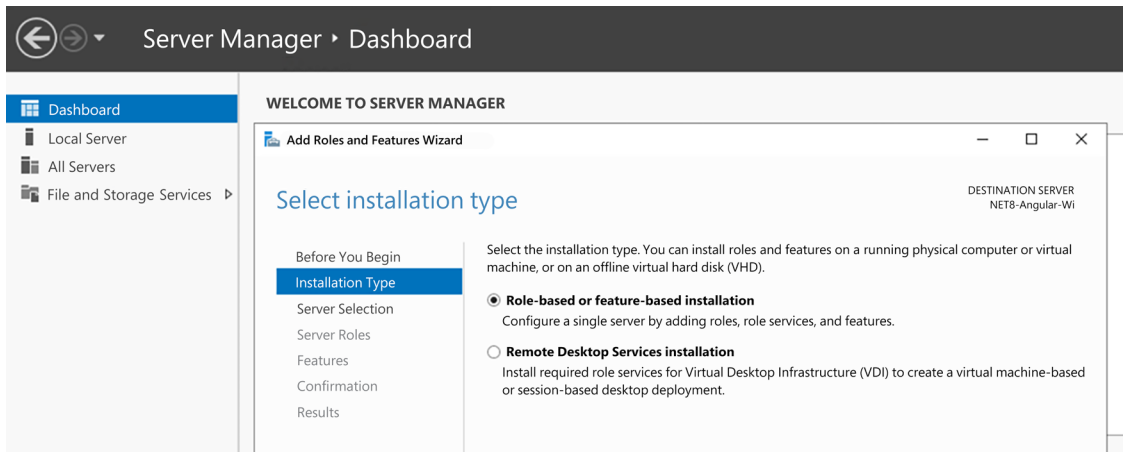 Server Manager ‣ Dashboard
Dashboard
Local Server
All Servers
File and Storage Services
WELCOME TO SERVER MANAGER
Add Roles and Features Wizard
Select installation type
DESTINATION SERVER
NET8-Angular-Wi
Before You Begin
Installation Type
Server Selection
Server Roles
Features
Confirmation
Results
Select the installation type. You can install roles and features on a running physical computer or virtual
machine, or on an offline virtual hard disk (VHD).
Role-based or feature-based installation
Configure a single server by adding roles, role services, and features.
Remote Desktop Services installation
Install required role services for Virtual Desktop Infrastructure (VDI) to create a virtual machine-based
or session-based desktop deployment.